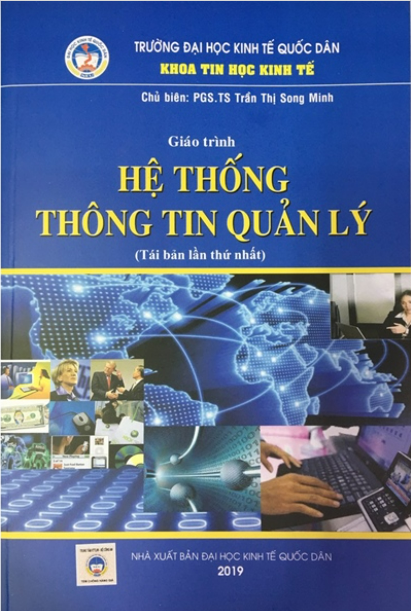 TRƯỜNG ĐẠI HỌC KINH TẾ QUỐC DÂN
KHOA TIN HỌC KINH TẾ
Chủ biên: PGS.TS Trần Thị Song Minh
Giáo trình
HỆ THỐNG
THÔNG TIN QUẢN LÝ
(Tái bản lần thứ nhất)
NHÀ XUẤT BẢN ĐẠI HỌC KINH TẾ QUỐC DÂN
2019